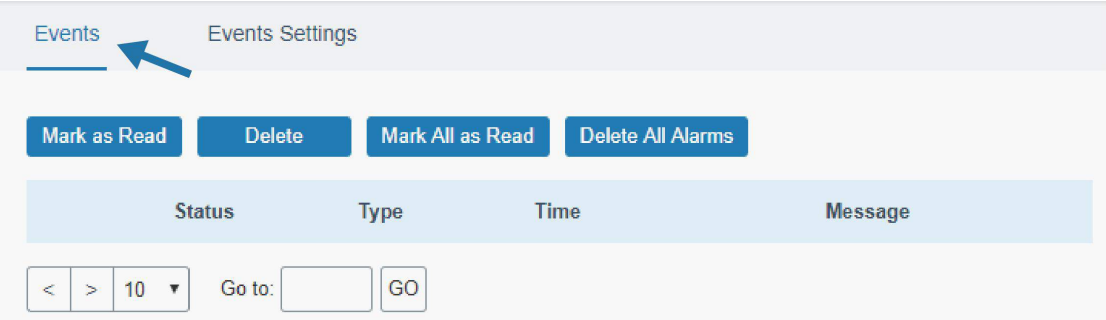 Events Events Settings
Mark as Read Delete Mark All as Read Delete All Alarms
Status Type Time Message
< > 10 ▼ Go to: GO